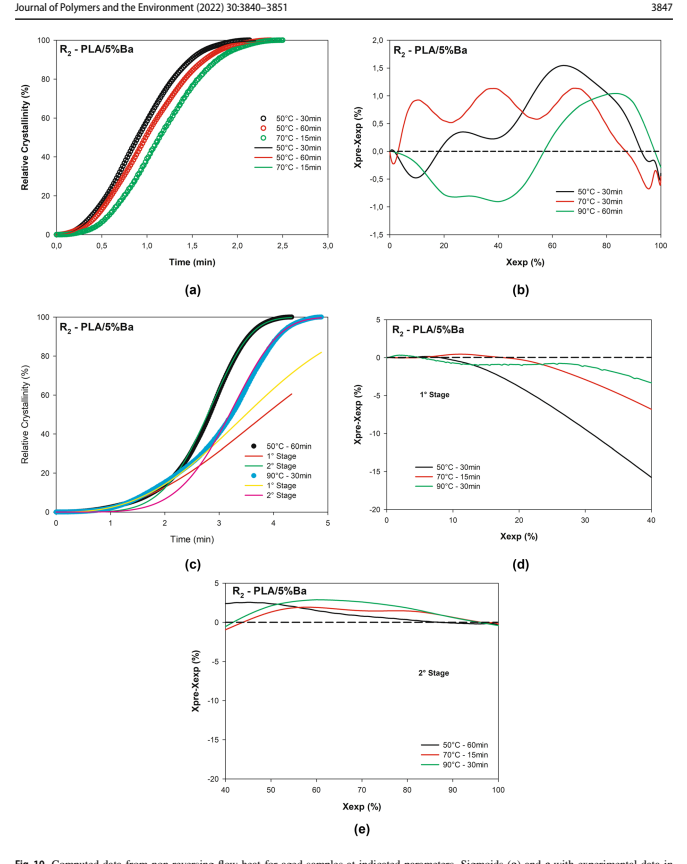 Journal of Polymers and the Environment (2022) 30:3840–3851 3847
R2 - PLA/5%Ba
Relative Crystallinity (%)
100
80
60
40
20
0
50°C - 30min
50°C - 60min
70°C - 15min
50°C - 30min
50°C - 60min
70°C - 15min
0,0 0,5 1,0 1,5 2,0 2,5 3,0
Time (min)
(a)
R2 - PLA/5%Ba
Xpre-Xexp (%)
2,0
1,5
1,0
0,5
0,0
-0,5
-1,0
-1,5
50°C - 30min
70°C - 30min
90°C - 60min
0 20 40 60 80 100
Xexp (%)
(b)
R2 - PLA/5%Ba
Relative Crystallinity (%)
100
80
60
40
20
0
50°C - 60min
1° Stage
2° Stage
90°C - 30min
1° Stage
2° Stage
0 1 2 3 4 5
Time (min)
(c)
R2 - PLA/5%Ba
Xpre-Xexp (%)
5
0
-5
-10
-15
-20
1° Stage
50°C - 30min
70°C - 15min
90°C - 30min
0 10 20 30 40
Xexp (%)
(d)
R2 - PLA/5%Ba
Xpre-Xexp (%)
5
0
-5
-10
-15
-20
2° Stage
50°C - 60min
70°C - 15min
90°C - 30min
40 50 60 70 80 90 100
Xexp (%)
(e)